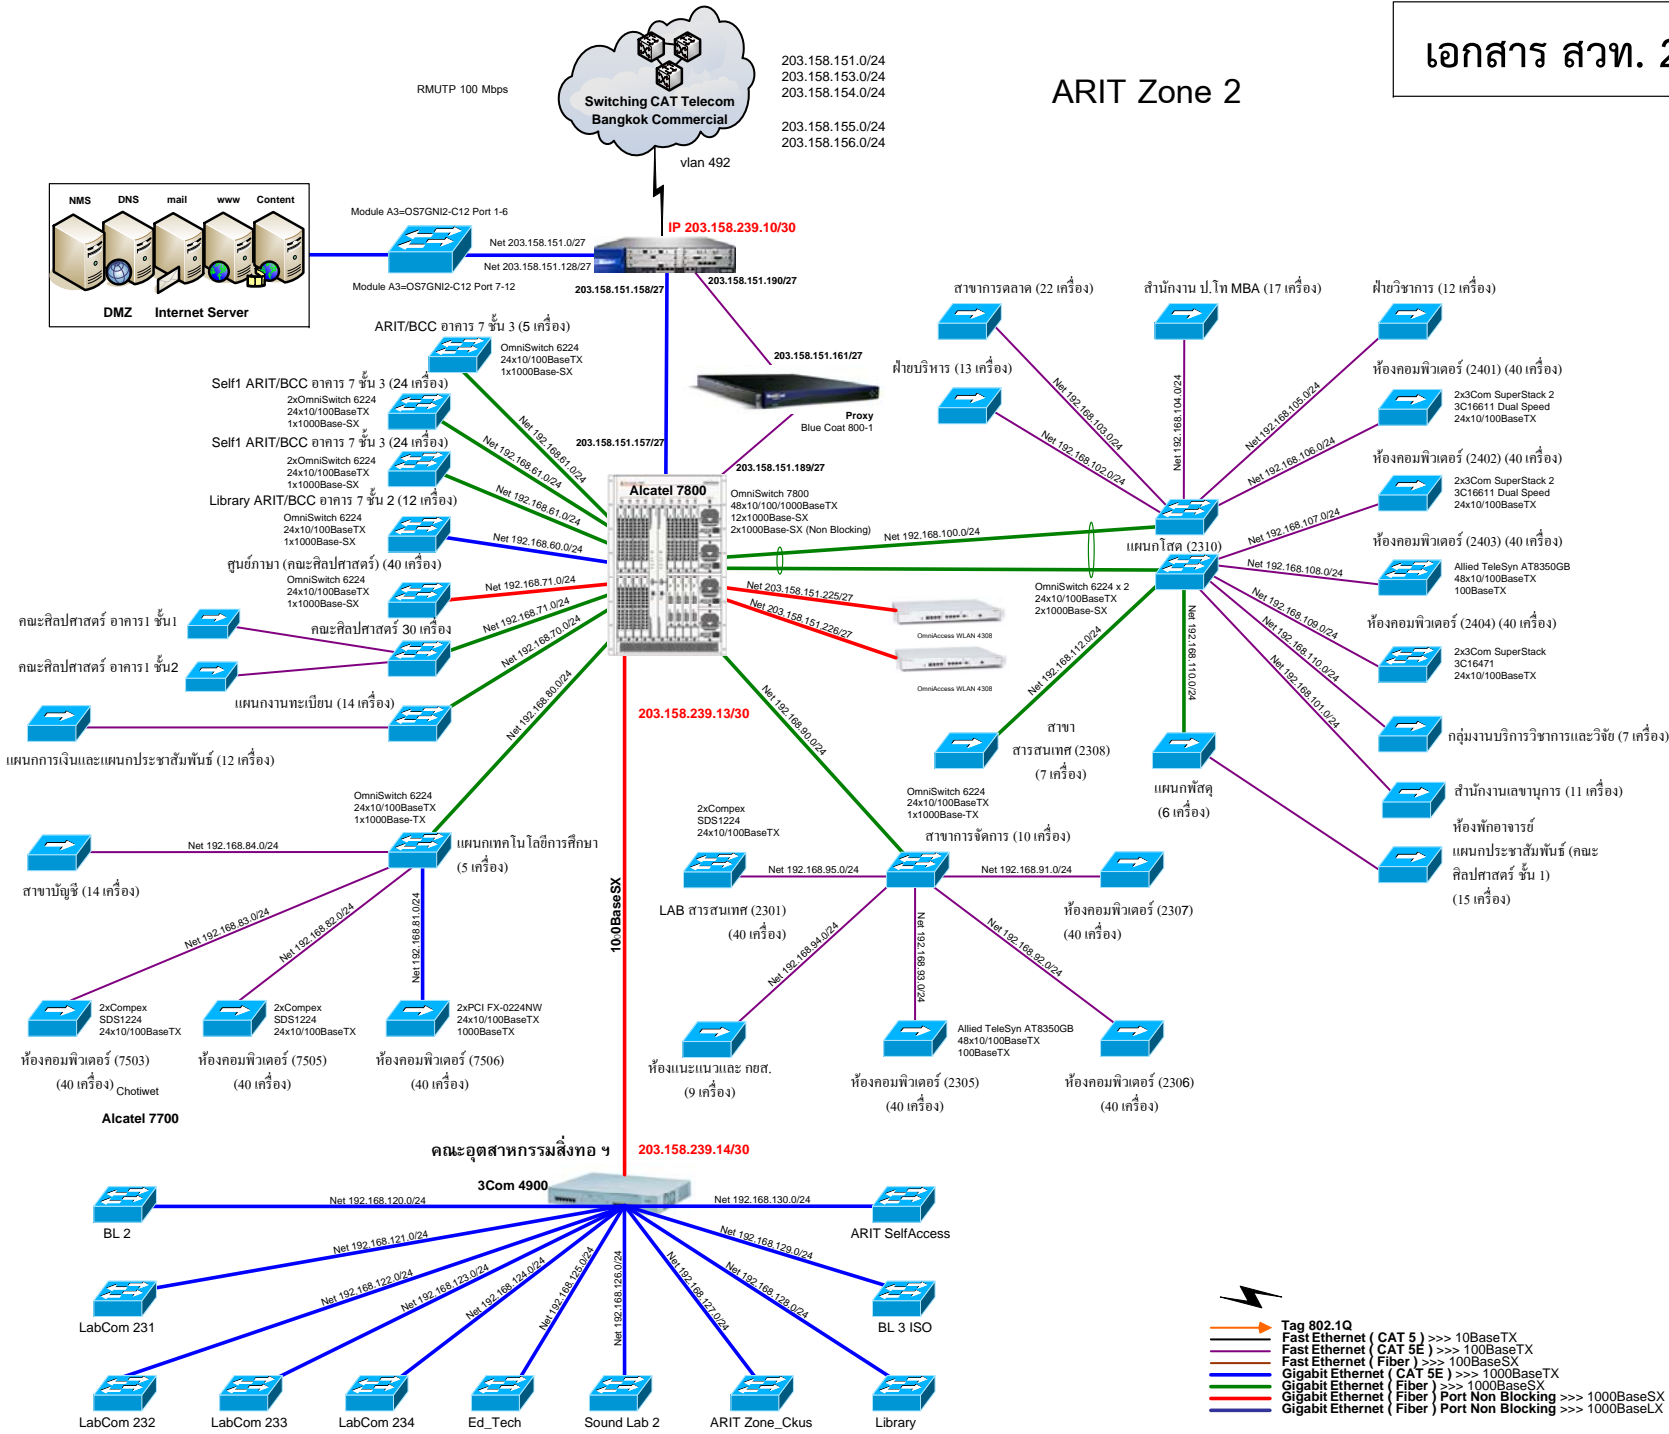 เอกสาร สวท. 2
ARIT Zone 2
RMUTP 100 Mbps
Switching CAT Telecom
Bangkok Commercial
203.158.151.0/24
203.158.153.0/24
203.158.154.0/24
203.158.155.0/24
203.158.156.0/24
vlan 492
NMS
DNS
mail
www
Content
DMZ
Internet Server
Module A3=OS7GNI2-C12 Port 1-6
Net 203.158.151.0/27
Net 203.158.151.128/27
Module A3=OS7GNI2-C12 Port 7-12
IP 203.158.239.10/30
203.158.151.158/27
203.158.151.190/27
203.158.151.161/27
Proxy
Blue Coat 800-1
203.158.151.157/27
203.158.151.189/27
ARIT/BCC อาคาร 7 ชั้น 3 (5 เครื่อง)
OmniSwitch 6224
24x10/100BaseTX
1x1000Base-SX
Net 192.168.61.0/24
Self1 ARIT/BCC อาคาร 7 ชั้น 3 (24 เครื่อง)
2xOmniSwitch 6224
24x10/100BaseTX
1x1000Base-SX
Net 192.168.61.0/24
Self1 ARIT/BCC อาคาร 7 ชั้น 3 (24 เครื่อง)
2xOmniSwitch 6224
24x10/100BaseTX
1x1000Base-SX
Net 192.168.61.0/24
Library ARIT/BCC อาคาร 7 ชั้น 2 (12 เครื่อง)
OmniSwitch 6224
24x10/100BaseTX
1x1000Base-SX
Net 192.168.60.0/24
ศูนย์ภาษา (คณะศิลปศาสตร์) (40 เครื่อง)
OmniSwitch 6224
24x10/100BaseTX
1x1000Base-SX
Net 192.168.71.0/24
คณะศิลปศาสตร์ 30 เครื่อง
Net 192.168.71.0/24
คณะศิลปศาสตร์ อาคาร1 ชั้น1
คณะศิลปศาสตร์ อาคาร1 ชั้น2
Net 192.168.70.0/24
แผนกงานทะเบียน (14 เครื่อง)
แผนกการเงินและแผนกประชาสัมพันธ์ (12 เครื่อง)
Alcatel 7800
OmniSwitch 7800
48x10/100/1000BaseTX
12x1000Base-SX
2x1000Base-SX (Non Blocking)
Net 192.168.100.0/24
Net 203.158.151.225/27
OmniAccess WLAN 4308
Net 203.158.151.226/27
OmniAccess WLAN 4308
203.158.239.13/30
Net 192.168.80.0/24
Net 192.168.90.0/24
สาขาการตลาด (22 เครื่อง)
สำนักงาน ป.โท MBA (17 เครื่อง)
ฝ่ายวิชาการ (12 เครื่อง)
ฝ่ายบริหาร (13 เครื่อง)
Net 192.168.103.0/24
Net 192.168.102.0/24
Net 192.168.104.0/24
Net 192.168.105.0/24
Net 192.168.106.0/24
ห้องคอมพิวเตอร์ (2401) (40 เครื่อง)
2x3Com SuperStack 2
3C16611 Dual Speed
24x10/100BaseTX
ห้องคอมพิวเตอร์ (2402) (40 เครื่อง)
2x3Com SuperStack 2
3C16611 Dual Speed
24x10/100BaseTX
Net 192.168.107.0/24
แผนกโสต (2310)
ห้องคอมพิวเตอร์ (2403) (40 เครื่อง)
Net 192.168.108.0/24
Allied TeleSyn AT8350GB
48x10/100BaseTX
100BaseTX
OmniSwitch 6224 x 2
24x10/100BaseTX
2x1000Base-SX
Net 192.168.109.0/24
ห้องคอมพิวเตอร์ (2404) (40 เครื่อง)
2x3Com SuperStack
3C16471
24x10/100BaseTX
Net 192.168.110.0/24
Net 192.168.101.0/24
Net 192.168.110.0/24
Net 192.168.112.0/24
กลุ่มงานบริการวิชาการและวิจัย (7 เครื่อง)
สาขา
สารสนเทศ (2308)
(7 เครื่อง)
แผนกพัสดุ
(6 เครื่อง)
สำนักงานเลขานุการ (11 เครื่อง)
ห้องพักอาจารย์
แผนกประชาสัมพันธ์ (คณะ
ศิลปศาสตร์ ชั้น 1)
(15 เครื่อง)
OmniSwitch 6224
24x10/100BaseTX
1x1000Base-TX
แผนกเทคโนโลยีการศึกษา
(5 เครื่อง)
Net 192.168.84.0/24
สาขาบัญชี (14 เครื่อง)
Net 192.168.83.0/24
Net 192.168.82.0/24
Net 192.168.81.0/24
2xCompex
SDS1224
24x10/100BaseTX
ห้องคอมพิวเตอร์ (7503)
(40 เครื่อง)
2xCompex
SDS1224
24x10/100BaseTX
ห้องคอมพิวเตอร์ (7505)
(40 เครื่อง)
2xPCI FX-0224NW
24x10/100BaseTX
1000BaseTX
ห้องคอมพิวเตอร์ (7506)
(40 เครื่อง)
Chotiwet
Alcatel 7700
1000BaseSX
OmniSwitch 6224
24x10/100BaseTX
1x1000Base-TX
สาขาการจัดการ (10 เครื่อง)
2xCompex
SDS1224
24x10/100BaseTX
Net 192.168.95.0/24
Net 192.168.91.0/24
LAB สารสนเทศ (2301)
(40 เครื่อง)
ห้องคอมพิวเตอร์ (2307)
(40 เครื่อง)
Net 192.168.94.0/24
Net 192.168.93.0/24
Net 192.168.92.0/24
ห้องแนะแนวและ กยส.
(9 เครื่อง)
Allied TeleSyn AT8350GB
48x10/100BaseTX
100BaseTX
ห้องคอมพิวเตอร์ (2305)
(40 เครื่อง)
ห้องคอมพิวเตอร์ (2306)
(40 เครื่อง)
คณะอุตสาหกรรมสิ่งทอ ฯ
203.158.239.14/30
3Com 4900
Net 192.168.120.0/24
BL 2
Net 192.168.130.0/24
ARIT SelfAccess
Net 192.168.121.0/24
LabCom 231
Net 192.168.129.0/24
BL 3 ISO
Net 192.168.122.0/24
Net 192.168.123.0/24
Net 192.168.124.0/24
Net 192.168.125.0/24
Net 192.168.126.0/24
Net 192.168.127.0/24
Net 192.168.128.0/24
LabCom 232
LabCom 233
LabCom 234
Ed_Tech
Sound Lab 2
ARIT Zone_Ckus
Library
Tag 802.1Q
Fast Ethernet ( CAT 5 ) >>> 10BaseTX
Fast Ethernet ( CAT 5E ) >>> 100BaseTX
Fast Ethernet ( Fiber ) >>> 100BaseSX
Gigabit Ethernet ( CAT 5E ) >>> 1000BaseTX
Gigabit Ethernet ( Fiber ) >>> 1000BaseSX
Gigabit Ethernet ( Fiber ) Port Non Blocking >>> 1000BaseSX
Gigabit Ethernet ( Fiber ) Port Non Blocking >>> 1000BaseLX